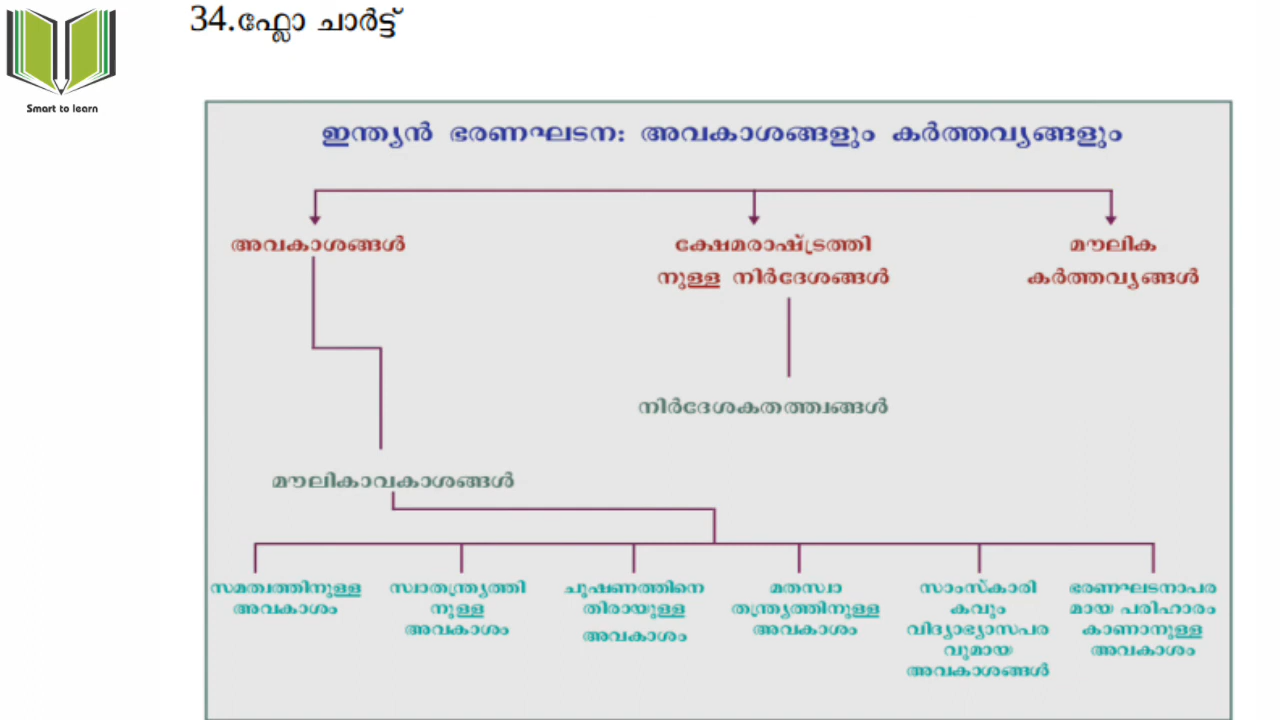 Smart to learn
34.ഫ്ലോ ചാർട്ട്
ഇന്ത്യൻ ഭരണഘടന: അവകാശങ്ങളും കർത്തവ്യങ്ങളും
അവകാശങ്ങൾ
ക്ഷേമരാഷ്ട്രത്തി
നുള്ള നിർദേശങ്ങൾ
മൗലിക
കർത്തവ്യങ്ങൾ
നിർദേശകതത്ത്വങ്ങൾ
മൗലികാവകാശങ്ങൾ
സമത്വത്തിനുള്ള
അവകാശം
സ്വാതന്ത്ര്യത്തി
നുള്ള
അവകാശം
ചൂഷണത്തിനെ
തിരായുള്ള
അവകാശം
മതസ്വാ
തന്ത്ര്യത്തിനുള്ള
അവകാശം
സാംസ്കാരി
കവും
വിദ്യാഭ്യാസപര
വുമായ
അവകാശങ്ങൾ
ഭരണഘടനാപര
മായ പരിഹാരം
കാണാനുള്ള
അവകാശം